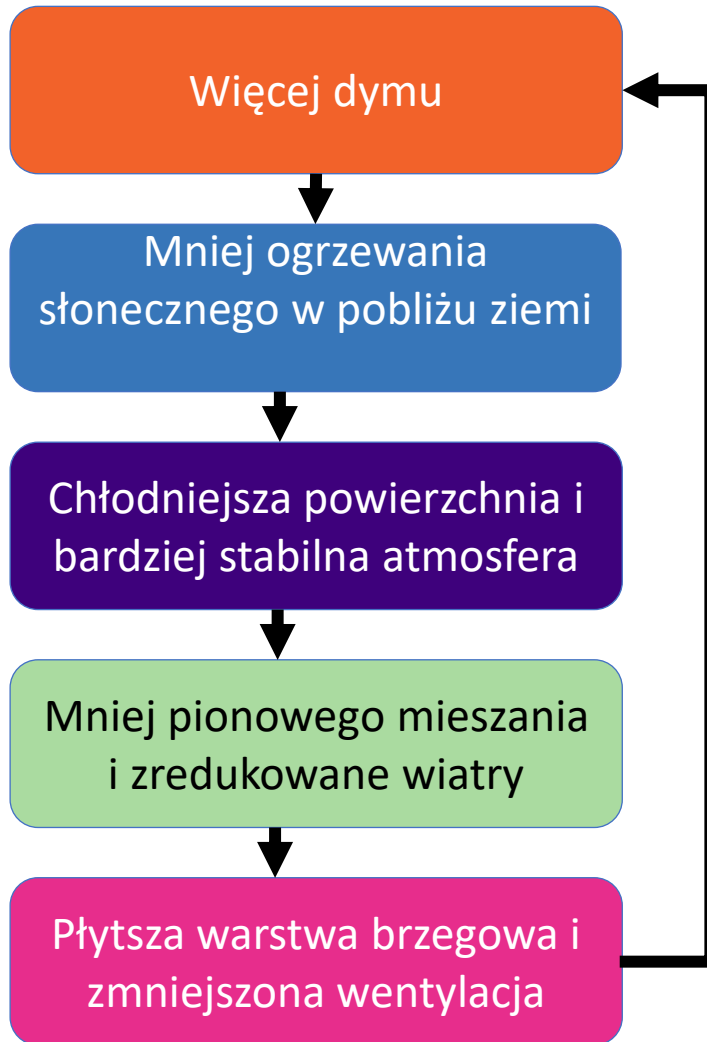 Więcej dymu
Mniej ogrzewania
słonecznego w pobliżu ziemi
Chłodniejsza powierzchnia i
bardziej stabilna atmosfera
Mniej pionowego mieszania
i zredukowane wiatry
Płytsza warstwa brzegowa i
zmniejszona wentylacja